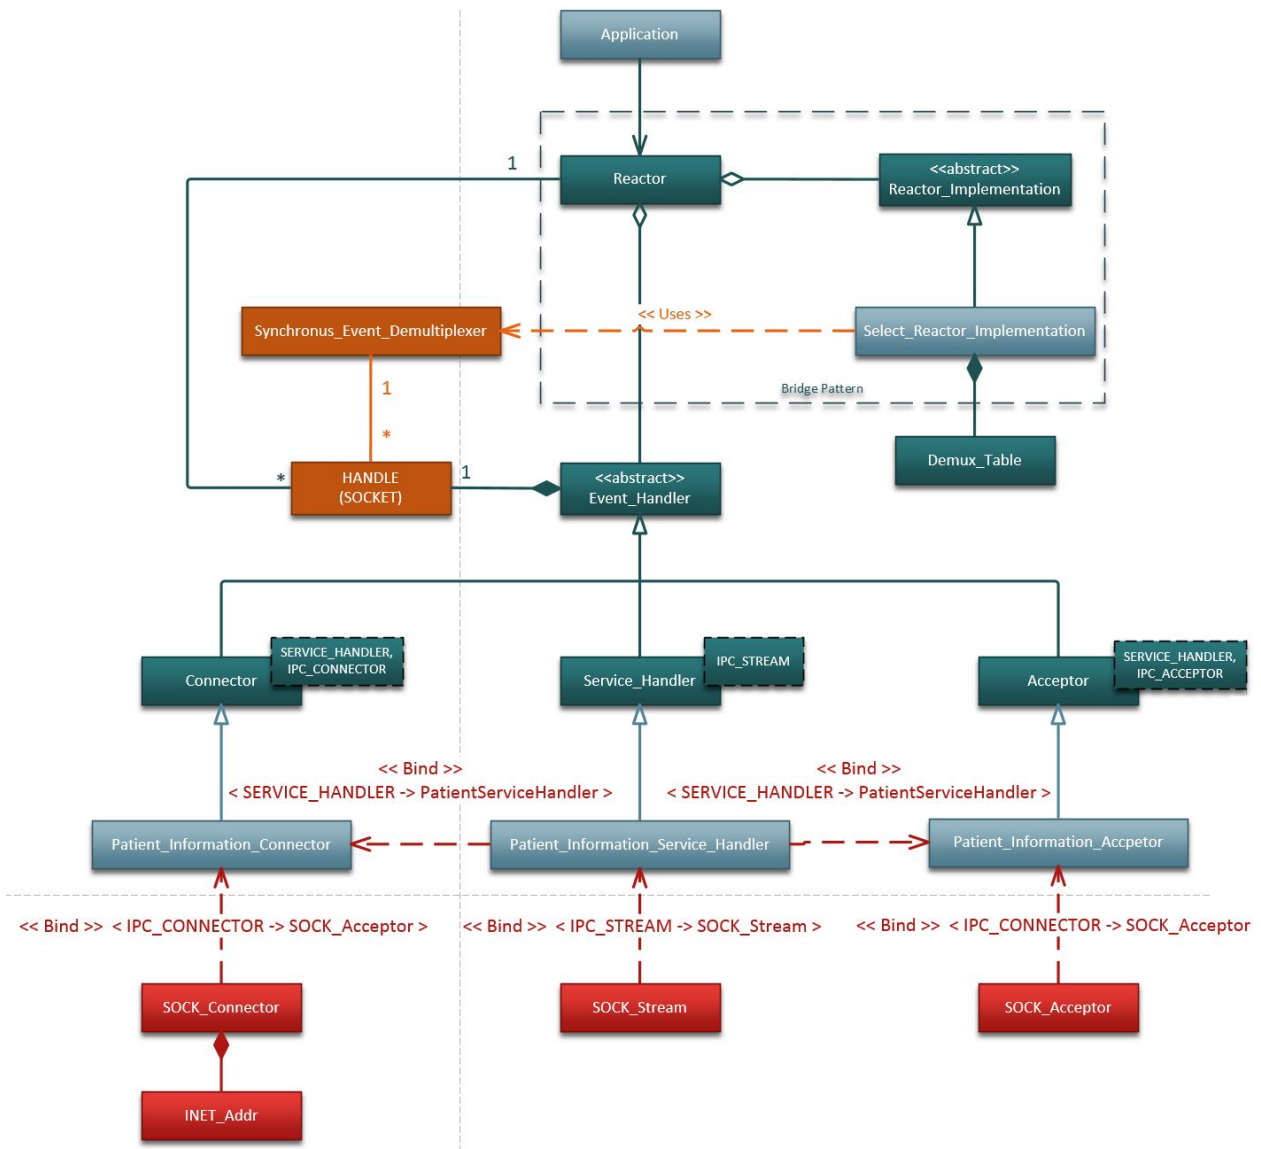 Application
1
Reactor
<<abstract>>
Reactor_Implementation
Synchronus_Event_Demultiplexer
<< Uses >>
Select_Reactor_Implementation
1
Bridge Pattern
*
Demux_Table
*
HANDLE
(SOCKET)
1
<<abstract>>
Event_Handler
SERVICE_HANDLER,
IPC_CONNECTOR
Connector
IPC_STREAM
Service_Handler
SERVICE_HANDLER,
IPC_ACCEPTOR
Acceptor
<< Bind >>
< SERVICE_HANDLER -> PatientServiceHandler >
<< Bind >>
< SERVICE_HANDLER -> PatientServiceHandler >
Patient_Information_Connector
Patient_Information_Service_Handler
Patient_Information_Accpetor
<< Bind >> < IPC_CONNECTOR -> SOCK_Acceptor >
<< Bind >> < IPC_STREAM -> SOCK_Stream >
<< Bind >> < IPC_CONNECTOR -> SOCK_Acceptor
SOCK_Connector
SOCK_Stream
SOCK_Acceptor
INET_Addr